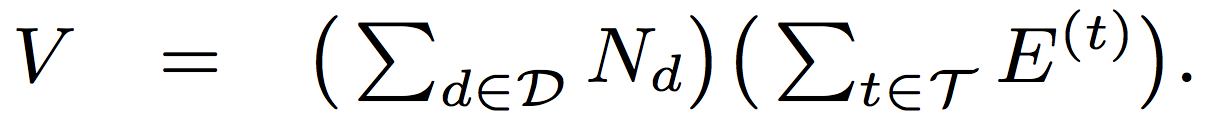 V = (∑_{d∈𝒟} N_d)(∑_{t∈𝒯} E^{(t)}).